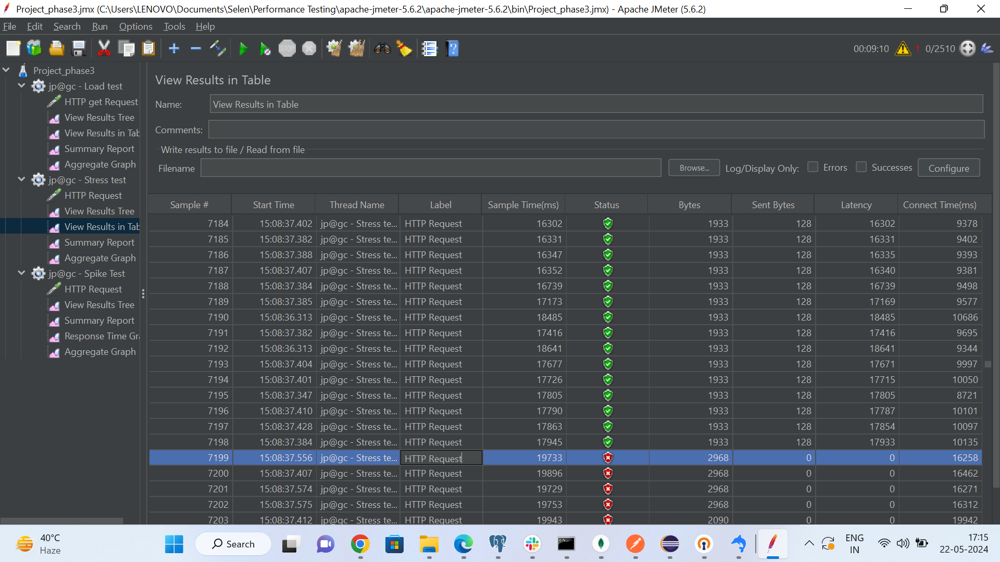 Project_phase3.jmx (C:\Users\LENOVO\Documents\Selen\Performance Testing\apache-jmeter-5.6.2\apache-jmeter-5.6.2\bin\Project_phase3.jmx) - Apache JMeter (5.6.2)
File Edit Search Run Options Tools Help
STOP
00:09:10 1 0/2510
Project_phase3
jp@gc - Load test
HTTP get Request
View Results Tree
View Results in Tab
Summary Report
Aggregate Graph
jp@gc - Stress test
HTTP Request
View Results Tree
View Results in Tab
Summary Report
Aggregate Graph
jp@gc - Spike Test
HTTP Request
View Results Tree
Summary Report
Response Time Gra
Aggregate Graph
View Results in Table
Name: View Results in Table
Comments:
Write results to file / Read from file
Filename Browse... Log/Display Only: Errors Successes Configure
Sample # Start Time Thread Name Label Sample Time(ms) Status Bytes Sent Bytes Latency Connect Time(ms)
7184 15:08:37.402 jp@gc - Stress te... HTTP Request 16302 1933 128 16302 9378
7185 15:08:37.382 jp@gc - Stress te... HTTP Request 16331 1933 128 16331 9402
7186 15:08:37.388 jp@gc - Stress te... HTTP Request 16347 1933 128 16335 9393
7187 15:08:37.407 jp@gc - Stress te... HTTP Request 16352 1933 128 16340 9381
7188 15:08:37.384 jp@gc - Stress te... HTTP Request 16739 1933 128 16739 9498
7189 15:08:37.385 jp@gc - Stress te... HTTP Request 17173 1933 128 17169 9577
7190 15:08:36.313 jp@gc - Stress te... HTTP Request 18485 1933 128 18485 10686
7191 15:08:37.382 jp@gc - Stress te... HTTP Request 17416 1933 128 17416 9695
7192 15:08:36.313 jp@gc - Stress te... HTTP Request 18641 1933 128 18641 9344
7193 15:08:37.404 jp@gc - Stress te... HTTP Request 17677 1933 128 17671 9997
7194 15:08:37.401 jp@gc - Stress te... HTTP Request 17726 1933 128 17715 10050
7195 15:08:37.347 jp@gc - Stress te... HTTP Request 17805 1933 128 17805 8721
7196 15:08:37.410 jp@gc - Stress te... HTTP Request 17790 1933 128 17787 10101
7197 15:08:37.428 jp@gc - Stress te... HTTP Request 17863 1933 128 17854 10097
7198 15:08:37.384 jp@gc - Stress te... HTTP Request 17945 1933 128 17933 10135
7199 15:08:37.556 jp@gc - Stress te... HTTP Request 19733 2968 0 0 16258
7200 15:08:37.407 jp@gc - Stress te... HTTP Request 19896 2968 0 0 16462
7201 15:08:37.574 jp@gc - Stress te... HTTP Request 19729 2968 0 0 16271
7202 15:08:37.575 jp@gc - Stress te... HTTP Request 19753 2968 0 0 16312
7203 15:08:37.412 jp@gc - Stress te... HTTP Request 19943 2090 0 0 19942
40°C
Haze
Search
ENG
IN
17:15
22-05-2024